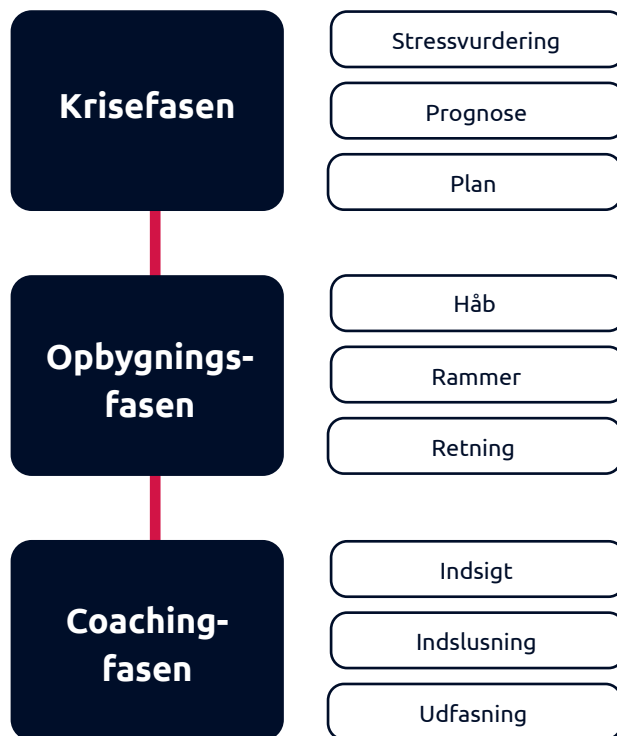 Krisefasen
Stressvurdering
Prognose
Plan
Opbygnings-
fasen
Håb
Rammer
Retning
Coaching-
fasen
Indsigt
Indslusning
Udfasning